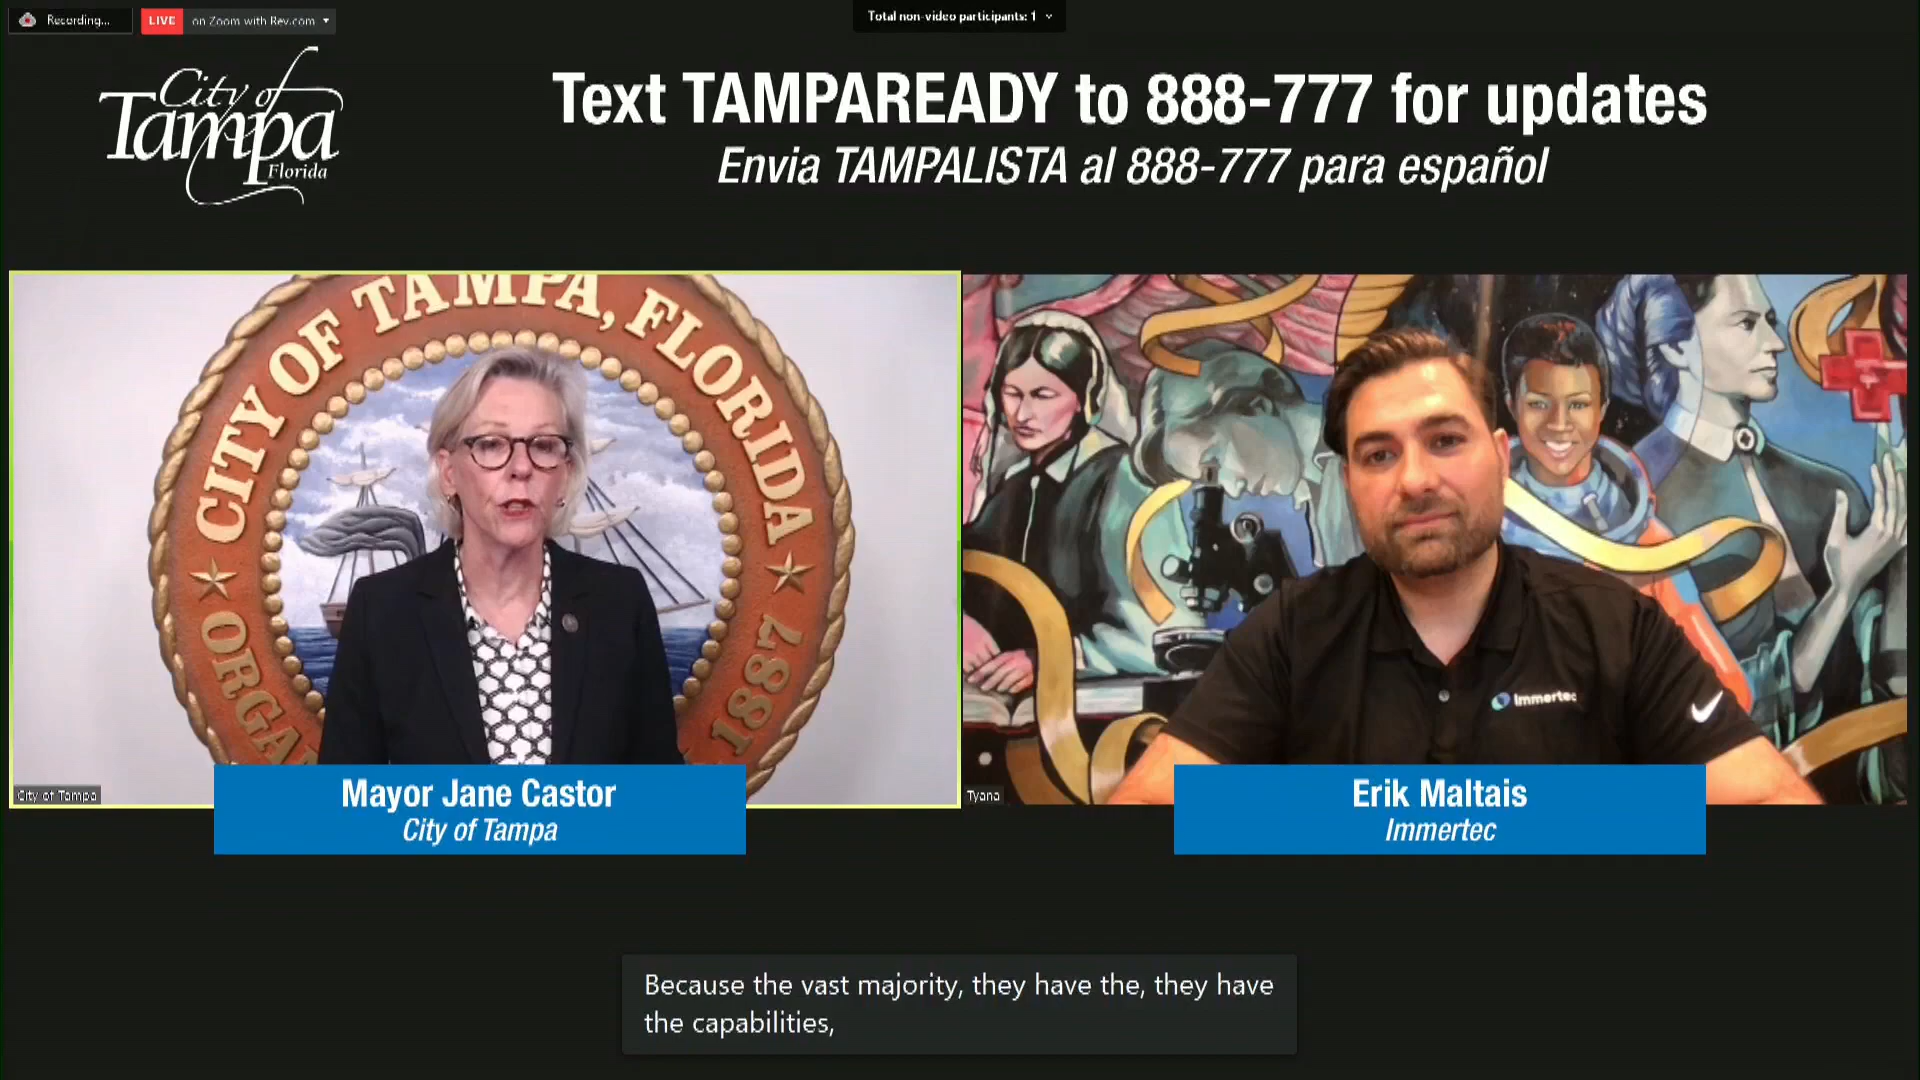 Recording...
LIVE on Zoom with Rev.com
Total non-video participants: 1
City of
Tampa
Florida
Text TAMPAREADY to 888-777 for updates
Envia TAMPALISTA al 888-777 para español
CITY OF TAMPA, FLORIDA
1887
immertec
City of Tampa
Tyana
Mayor Jane Castor
City of Tampa
Erik Maltais
Immertec
Because the vast majority, they have the, they have
the capabilities,